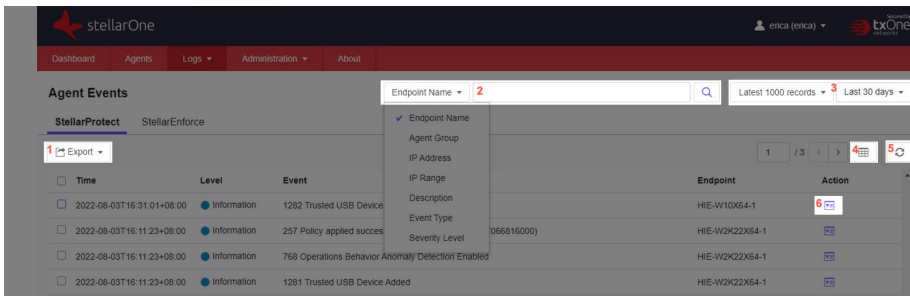 stellarOne
erica (erica)
Secured by
txOne
networks
Dashboard Agents Logs Administration About
Agent Events
Endpoint Name 2
Latest 1000 records 3 Last 30 days
StellarProtect StellarEnforce
Endpoint Name
Agent Group
IP Address
IP Range
Description
Event Type
Severity Level
1 Export
1 /3 < > 4 5
Time Level Event Endpoint Action
2022-08-03T16:31:01+08:00 Information 1282 Trusted USB Device HIE-W10X64-1 6
2022-08-03T16:11:23+08:00 Information 257 Policy applied succes 066816000) HIE-W2K22X64-1
2022-08-03T16:11:23+08:00 Information 768 Operations Behavior Anomaly Detection Enabled HIE-W2K22X64-1
2022-08-03T16:11:23+08:00 Information 1281 Trusted USB Device Added HIE-W2K22X64-1